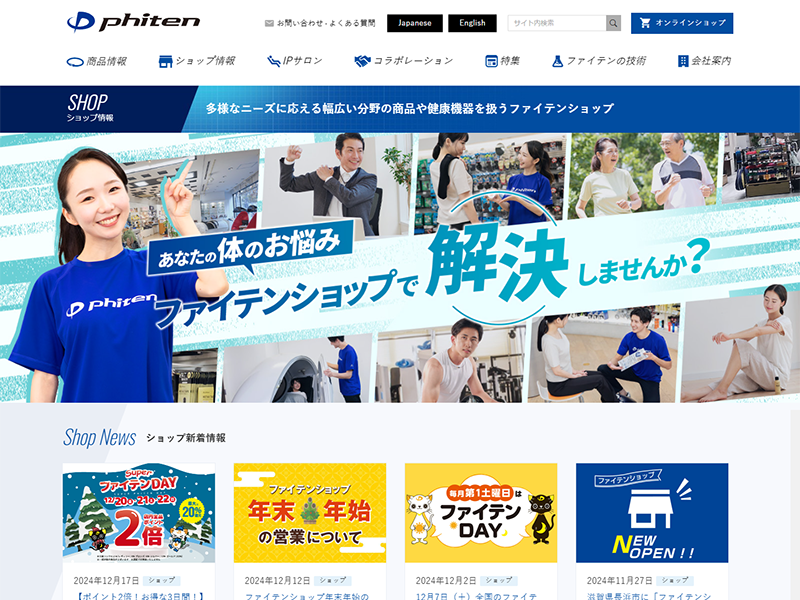 phiten
お問い合わせ・よくある質問
Japanese
English
サイト内検索
オンラインショップ
商品情報
ショップ情報
IPサロン
コラボレーション
特集
ファイテンの技術
会社案内
SHOP
ショップ情報
多様なニーズに応える幅広い分野の商品や健康機器を扱うファイテンショップ
phiten
phiten
あなたの体のお悩み
ファイテンショップで解決しませんか?
Shop News
ショップ新着情報
Super
ファイテンDAY
12/20金・21土・22日
店内全品
ポイント
2倍
最大
20%
ファイテンショップ
年末年始
の営業について
毎月第1土曜日は
ファイテン
DAY
ファイテンショップ
NEW
OPEN!!
2024年12月17日
ショップ
【ポイント2倍!お得な3日間!】
2024年12月12日
ショップ
ファイテンショップ年末年始の
2024年12月2日
ショップ
12月7日(土)全国のファイテ
2024年11月27日
ショップ
滋賀県長浜市に「ファイテンシ